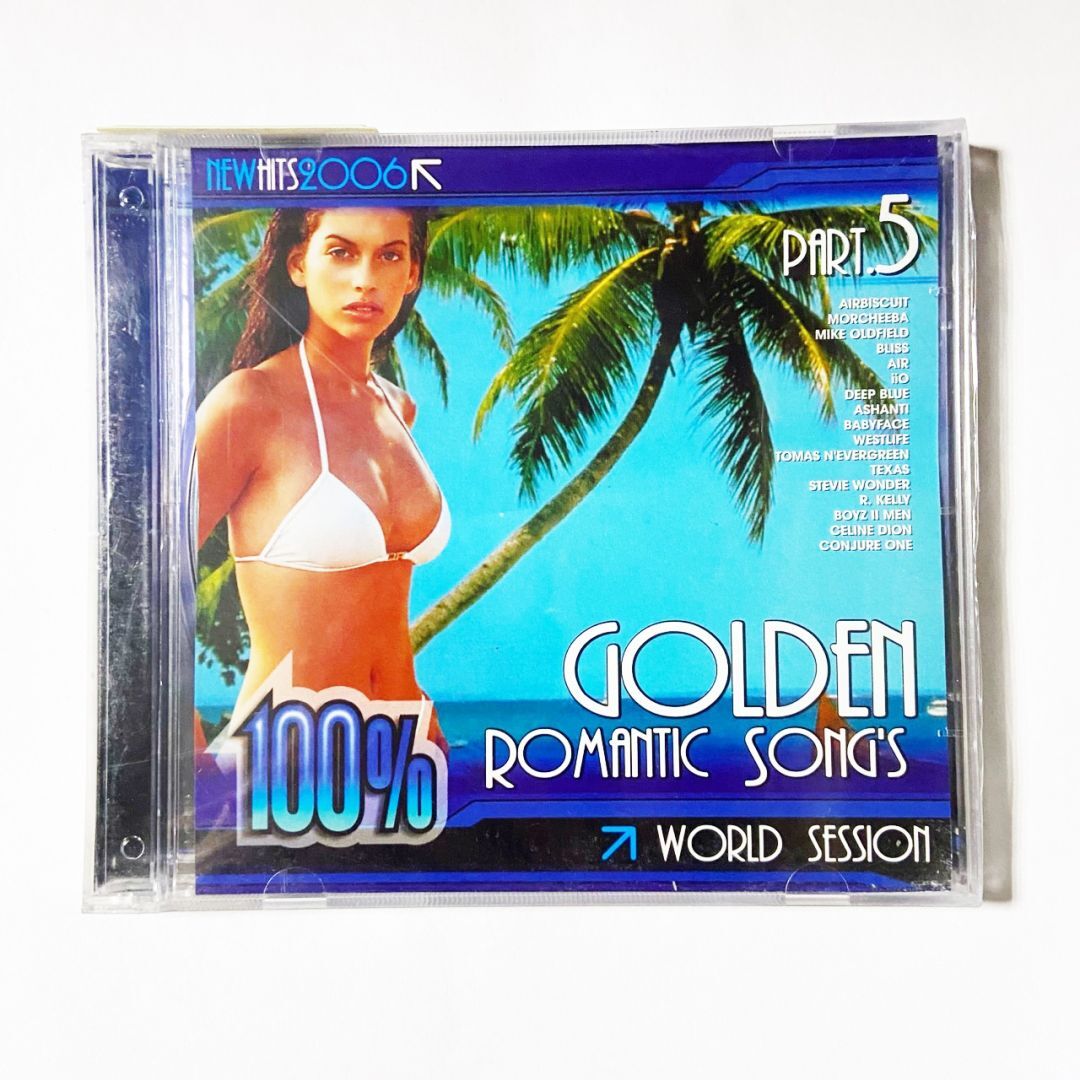 NEWHITS2006
PART.5
AIRBISCUIT
MORCHEEBA
MIKE OLDFIELD
BLISS
AIR
iiO
DEEP BLUE
ASHANTI
BABYFACE
WESTLIFE
TOMAS N'EVERGREEN
TEXAS
STEVIE WONDER
R. KELLY
BOYZ II MEN
CELINE DION
CONJURE ONE
GOLDEN
ROMANTIC SONG'S
100%
WORLD SESSION